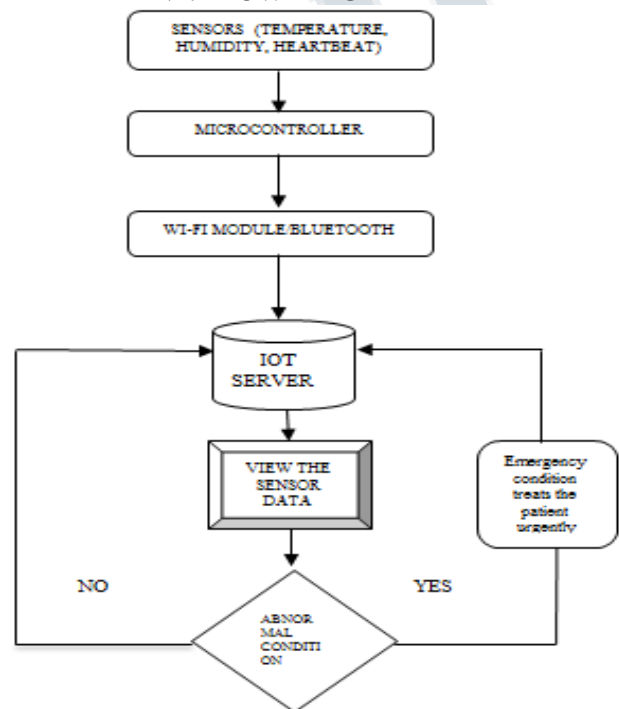 SENSORS (TEMPERATURE,
HUMIDITY, HEARTBEAT)
MICROCONTROLLER
WI-FI MODULE/BLUETOOTH
IOT
SERVER
VIEW THE
SENSOR
DATA
Emergency
condition
treats the
patient
urgently
NO
YES
ABNOR
MAL
CONDITI
ON